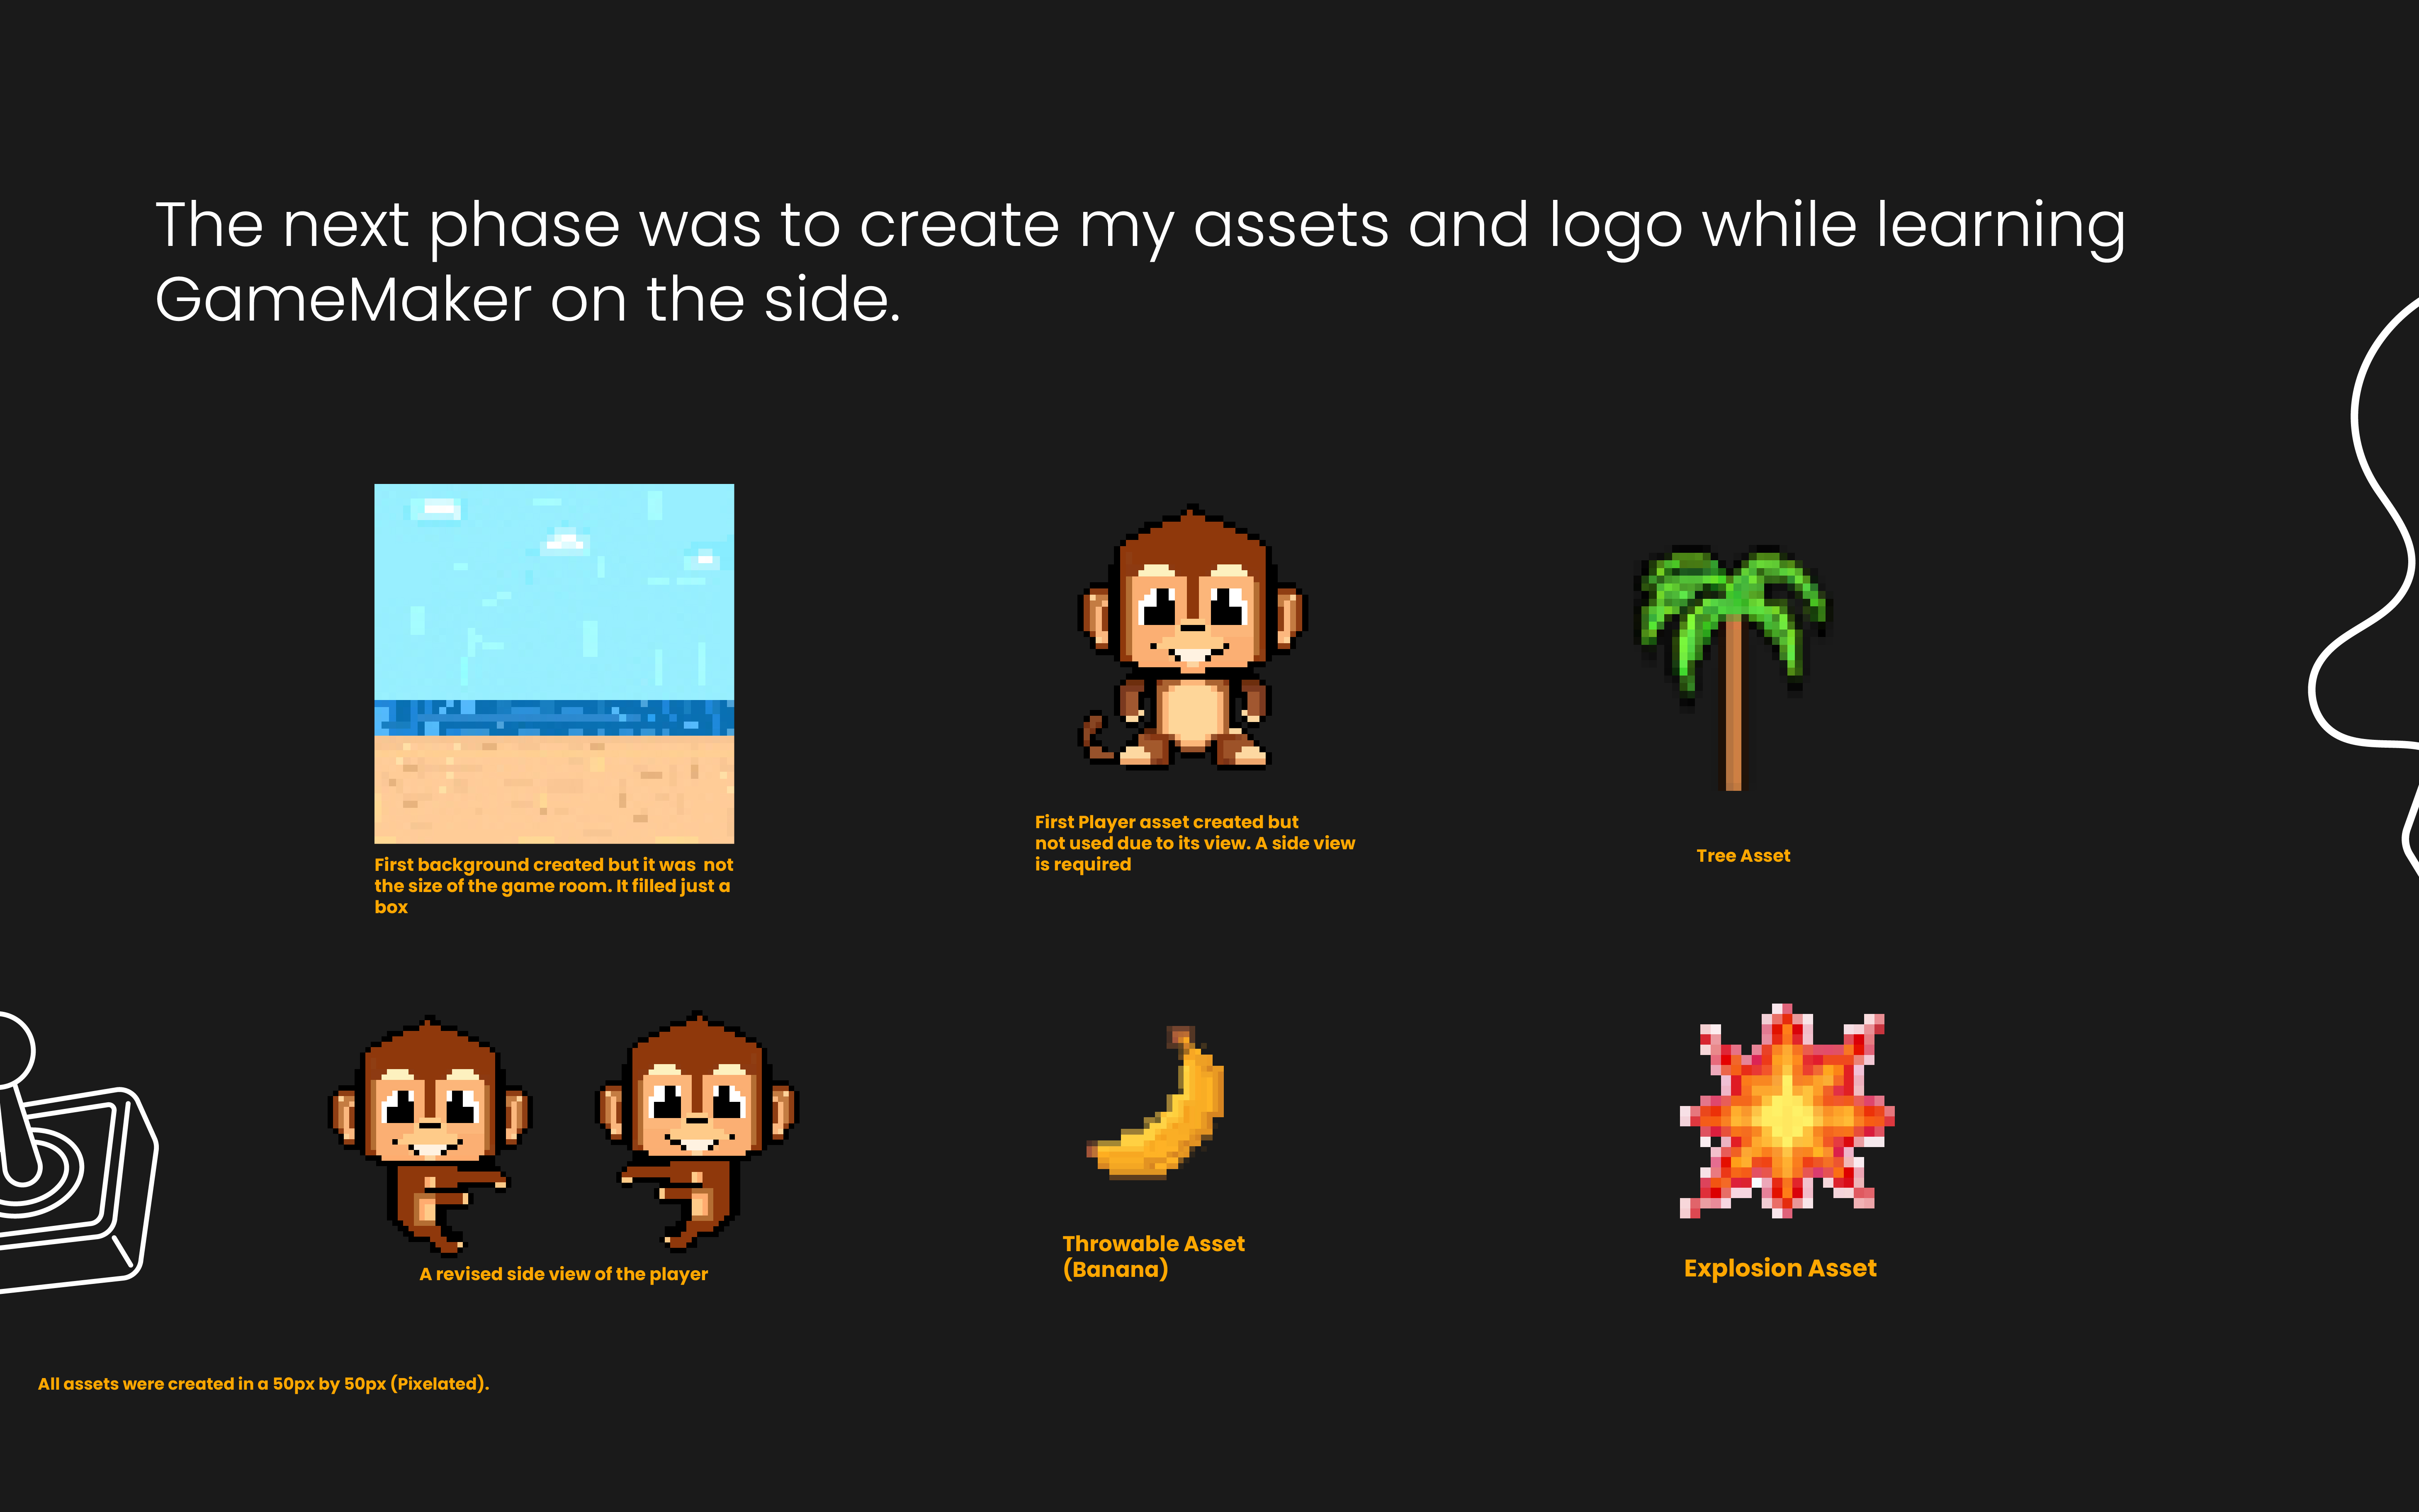 The next phase was to create my assets and logo while learning
GameMaker on the side.
First background created but it was  not
the size of the game room. It filled just a
box
First Player asset created but
not used due to its view. A side view
is required
Tree Asset
A revised side view of the player
Throwable Asset
(Banana)
Explosion Asset
All assets were created in a 50px by 50px (Pixelated).